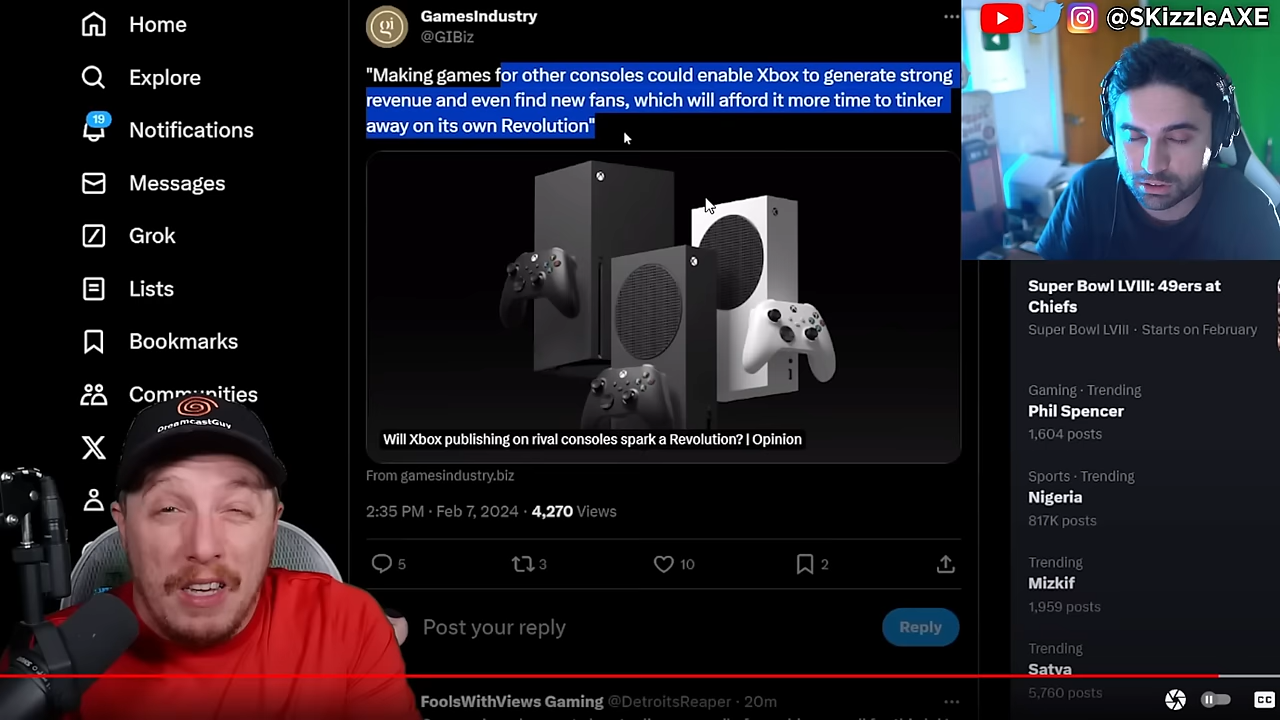 Home
Explore
19
Notifications
Messages
Grok
Lists
Bookmarks
Communities
DreamcastGuy
GamesIndustry
@GIBiz
"Making games for other consoles could enable Xbox to generate strong
revenue and even find new fans, which will afford it more time to tinker
away on its own Revolution"
Will Xbox publishing on rival consoles spark a Revolution? | Opinion
From gamesindustry.biz
2:35 PM · Feb 7, 2024 · 4,270 Views
5
3
10
2
Post your reply
Reply
FoolsWithViews Gaming @DetroitsReaper · 20m
@SKizzleAXE
Super Bowl LVIII: 49ers at
Chiefs
Super Bowl LVIII · Starts on February
Gaming · Trending
Phil Spencer
1,604 posts
Sports · Trending
Nigeria
817K posts
Trending
Mizkif
1,959 posts
Trending
Satya
5,760 posts
CC